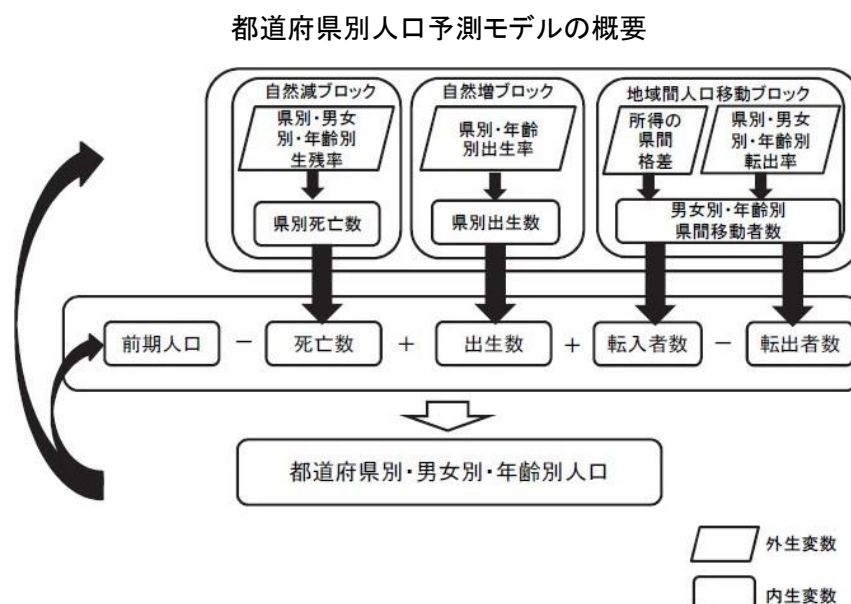 都道府県別人口予測モデルの概要
自然減ブロック
県別・男女
別・年齢別
生残率
県別死亡数
自然増ブロック
県別・年齢
別出生率
県別出生数
地域間人口移動ブロック
所得の
県間
格差
県別・男女
別・年齢別
転出率
男女別・年齢別
県間移動者数
前期人口 － 死亡数 ＋ 出生数 ＋ 転入者数 － 転出者数
都道府県別・男女別・年齢別人口
外生変数
内生変数